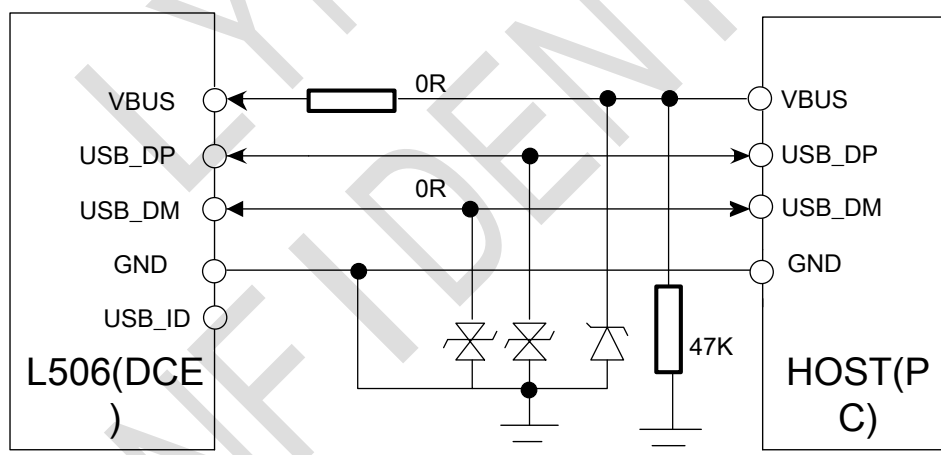 VBUS
0R
VBUS
USB_DP
USB_DP
USB_DM
0R
USB_DM
GND
GND
USB_ID
47K
L506(DCE
)
HOST(P
C)